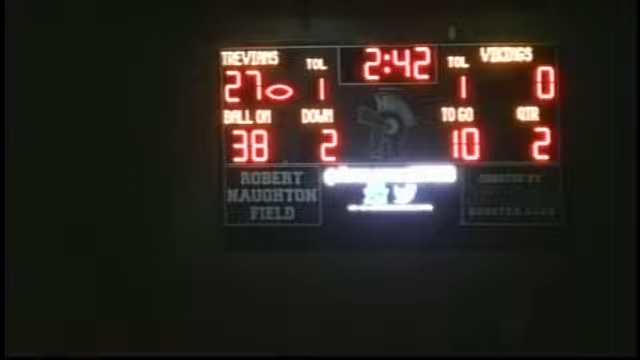 TREVIANS TOL 2:42 TOL VIKINGS
27 1 1 0
BALL ON DOWN TO GO QTR
38 2 10 2
ROBERT
NAUGHTON
FIELD